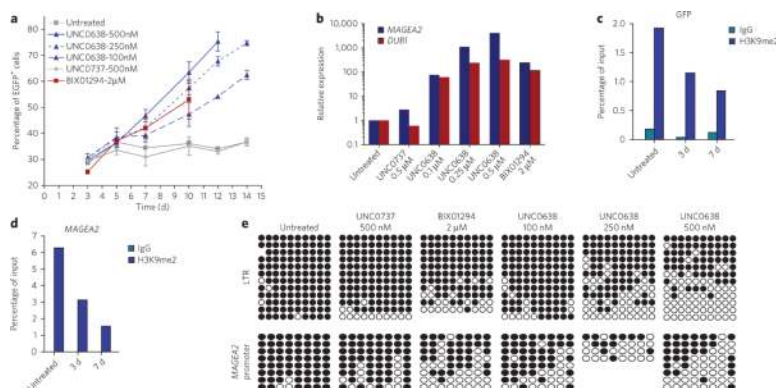 a
Untreated
UNC0638-500nM
UNC0638-250nM
UNC0638-100nM
UNC0737-500nM
BIX01294-2μM
Percentage of EGFP+ cells
80
70
60
50
40
30
20
0 1 2 3 4 5 6 7 8 9 10 11 12 13 14 15
Time (d)
b
MAGEA2
DUB1
Relative expression
10,000
1,000
100
10
1
0.1
Untreated
UNC0737 0.5 μM
UNC0638 0.1 μM
UNC0638 0.25 μM
UNC0638 0.5 μM
BIX01294 2 μM
c
GFP
IgG
H3K9me2
Percentage of input
2.0
1.5
1.0
0.5
0
Untreated
3 d
7 d
d
MAGEA2
IgG
H3K9me2
Percentage of input
7
6
5
4
3
2
1
0
Untreated
3 d
7 d
e
Untreated
UNC0737 500 nM
BIX01294 2 μM
UNC0638 100 nM
UNC0638 250 nM
UNC0638 500 nM
LTR
MAGEA2 promoter